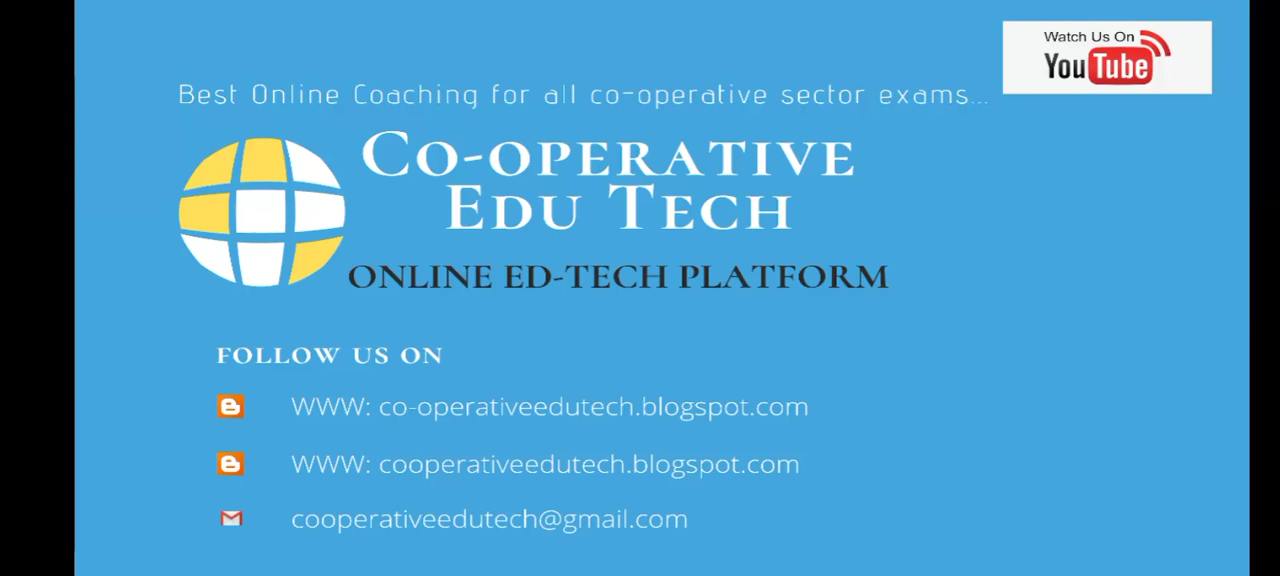 Watch Us On
YouTube
Best Online Coaching for all co-operative sector exams...
CO-OPERATIVE
EDU TECH
ONLINE ED-TECH PLATFORM
FOLLOW US ON
WWW: co-operativeedutech.blogspot.com
WWW: cooperativeedutech.blogspot.com
cooperativeedutech@gmail.com